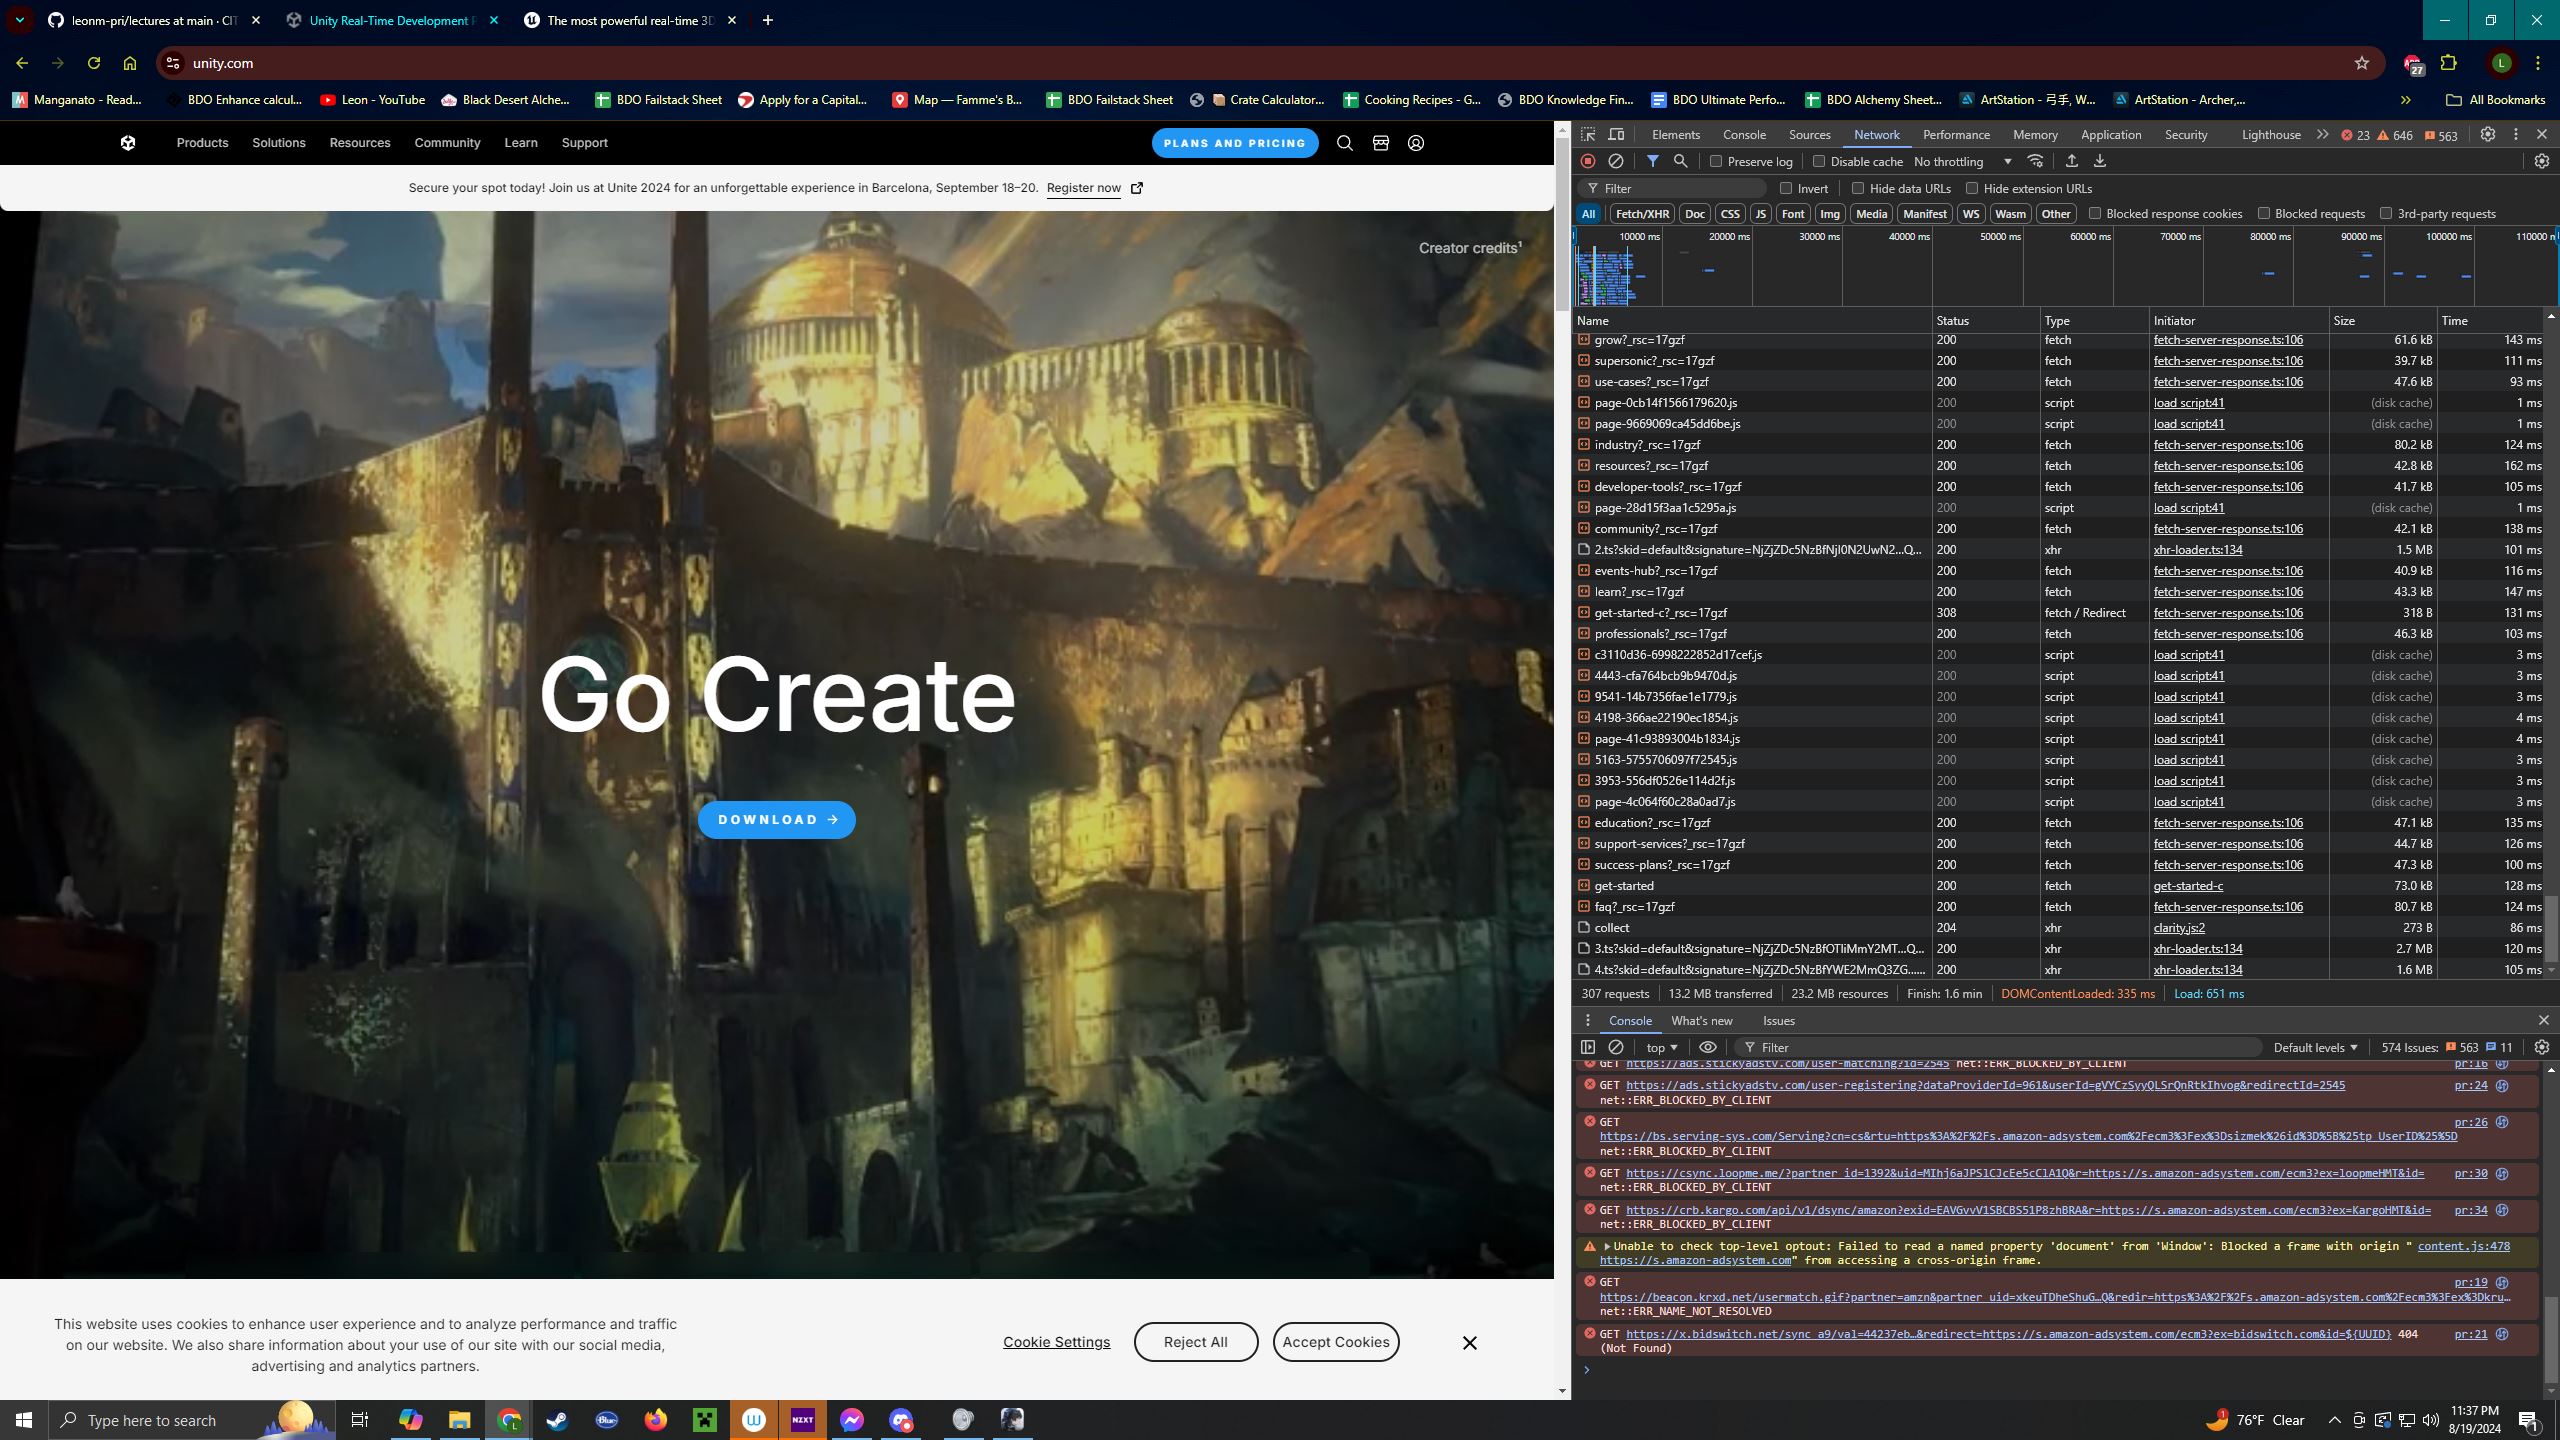 leonm-pri/lectures at main · CIT
Unity Real-Time Development P
The most powerful real-time 3D
unity.com
27
L
Manganato - Read...
BDO Enhance calcul...
Leon - YouTube
Black Desert Alche...
BDO Failstack Sheet
Apply for a Capital...
Map — Famme's B...
BDO Failstack Sheet
Crate Calculator...
Cooking Recipes - G...
BDO Knowledge Fin...
BDO Ultimate Perfo...
BDO Alchemy Sheet...
ArtStation - 弓手, W...
ArtStation - Archer,...
All Bookmarks
Products Solutions Resources Community Learn Support
PLANS AND PRICING
Secure your spot today! Join us at Unite 2024 for an unforgettable experience in Barcelona, September 18–20. Register now
Creator credits¹
Go Create
DOWNLOAD →
This website uses cookies to enhance user experience and to analyze performance and traffic
on our website. We also share information about your use of our site with our social media,
advertising and analytics partners.
Cookie Settings
Reject All
Accept Cookies
Elements Console Sources Network Performance Memory Application Security Lighthouse 23 646 563
Preserve log Disable cache No throttling
Filter Invert Hide data URLs Hide extension URLs
All Fetch/XHR Doc CSS JS Font Img Media Manifest WS Wasm Other Blocked response cookies Blocked requests 3rd-party requests
10000 ms 20000 ms 30000 ms 40000 ms 50000 ms 60000 ms 70000 ms 80000 ms 90000 ms 100000 ms 110000 m
Name Status Type Initiator Size Time
grow?_rsc=17gzf 200 fetch fetch-server-response.ts:106 61.6 kB 143 ms
supersonic?_rsc=17gzf 200 fetch fetch-server-response.ts:106 39.7 kB 111 ms
use-cases?_rsc=17gzf 200 fetch fetch-server-response.ts:106 47.6 kB 93 ms
page-0cb14f1566179620.js 200 script load script:41 (disk cache) 1 ms
page-9669069ca45dd6be.js 200 script load script:41 (disk cache) 1 ms
industry?_rsc=17gzf 200 fetch fetch-server-response.ts:106 80.2 kB 124 ms
resources?_rsc=17gzf 200 fetch fetch-server-response.ts:106 42.8 kB 162 ms
developer-tools?_rsc=17gzf 200 fetch fetch-server-response.ts:106 41.7 kB 105 ms
page-28d15f3aa1c5295a.js 200 script load script:41 (disk cache) 1 ms
community?_rsc=17gzf 200 fetch fetch-server-response.ts:106 42.1 kB 138 ms
2.ts?skid=default&signature=NjZjZDc5NzBfNjI0N2UwN2...Q... 200 xhr xhr-loader.ts:134 1.5 MB 101 ms
events-hub?_rsc=17gzf 200 fetch fetch-server-response.ts:106 40.9 kB 116 ms
learn?_rsc=17gzf 200 fetch fetch-server-response.ts:106 43.3 kB 147 ms
get-started-c?_rsc=17gzf 308 fetch / Redirect fetch-server-response.ts:106 318 B 131 ms
professionals?_rsc=17gzf 200 fetch fetch-server-response.ts:106 46.3 kB 103 ms
c3110d36-6998222852d17cef.js 200 script load script:41 (disk cache) 3 ms
4443-cfa764bcb9b9470d.js 200 script load script:41 (disk cache) 3 ms
9541-14b7356fae1e1779.js 200 script load script:41 (disk cache) 3 ms
4198-366ae22190ec1854.js 200 script load script:41 (disk cache) 4 ms
page-41c93893004b1834.js 200 script load script:41 (disk cache) 4 ms
5163-5755706097f72545.js 200 script load script:41 (disk cache) 3 ms
3953-556df0526e114d2f.js 200 script load script:41 (disk cache) 3 ms
page-4c064f60c28a0ad7.js 200 script load script:41 (disk cache) 3 ms
education?_rsc=17gzf 200 fetch fetch-server-response.ts:106 47.1 kB 135 ms
support-services?_rsc=17gzf 200 fetch fetch-server-response.ts:106 44.7 kB 126 ms
success-plans?_rsc=17gzf 200 fetch fetch-server-response.ts:106 47.3 kB 100 ms
get-started 200 fetch get-started-c 73.0 kB 128 ms
faq?_rsc=17gzf 200 fetch fetch-server-response.ts:106 80.7 kB 124 ms
collect 204 xhr clarity.js:2 273 B 86 ms
3.ts?skid=default&signature=NjZjZDc5NzBfOTliMmY2MT...Q... 200 xhr xhr-loader.ts:134 2.7 MB 120 ms
4.ts?skid=default&signature=NjZjZDc5NzBfYWE2MmQ3ZG...... 200 xhr xhr-loader.ts:134 1.6 MB 105 ms
307 requests 13.2 MB transferred 23.2 MB resources Finish: 1.6 min DOMContentLoaded: 335 ms Load: 651 ms
Console What's new Issues
top Filter Default levels 574 Issues: 563 11
GET https://ads.stickyadstv.com/user-matching?id=2545 net::ERR_BLOCKED_BY_CLIENT pr:16
GET https://ads.stickyadstv.com/user-registering?dataProviderId=961&userId=gVYCzSyyQLSrQnRtkIhvog&redirectId=2545 pr:24
net::ERR_BLOCKED_BY_CLIENT
GET pr:26
https://bs.serving-sys.com/Serving?cn=cs&rtu=https%3A%2F%2Fs.amazon-adsystem.com%2Fecm3%3Fex%3Dsizmek%26id%3D%5B%25tp_UserID%25%5D
net::ERR_BLOCKED_BY_CLIENT
GET https://csync.loopme.me/?partner_id=1392&uid=MIhj6aJPS1CJcEe5cClA1Q&r=https://s.amazon-adsystem.com/ecm3?ex=loopmeHMT&id= pr:30
net::ERR_BLOCKED_BY_CLIENT
GET https://crb.kargo.com/api/v1/dsync/amazon?exid=EAVGvvV1SBCBS51P8zhBRA&r=https://s.amazon-adsystem.com/ecm3?ex=KargoHMT&id= pr:34
net::ERR_BLOCKED_BY_CLIENT
Unable to check top-level optout: Failed to read a named property 'document' from 'Window': Blocked a frame with origin " content.js:478
https://s.amazon-adsystem.com" from accessing a cross-origin frame.
GET pr:19
https://beacon.krxd.net/usermatch.gif?partner=amzn&partner_uid=xkeuTDheShuG…Q&redir=https%3A%2F%2Fs.amazon-adsystem.com%2Fecm3%3Fex%3Dkru…
net::ERR_NAME_NOT_RESOLVED
GET https://x.bidswitch.net/sync_a9/val=44237eb…&redirect=https://s.amazon-adsystem.com/ecm3?ex=bidswitch.com&id=${UUID} 404 pr:21
(Not Found)
Type here to search
Blue
NZXT
1 76°F Clear
11:37 PM
8/19/2024
1